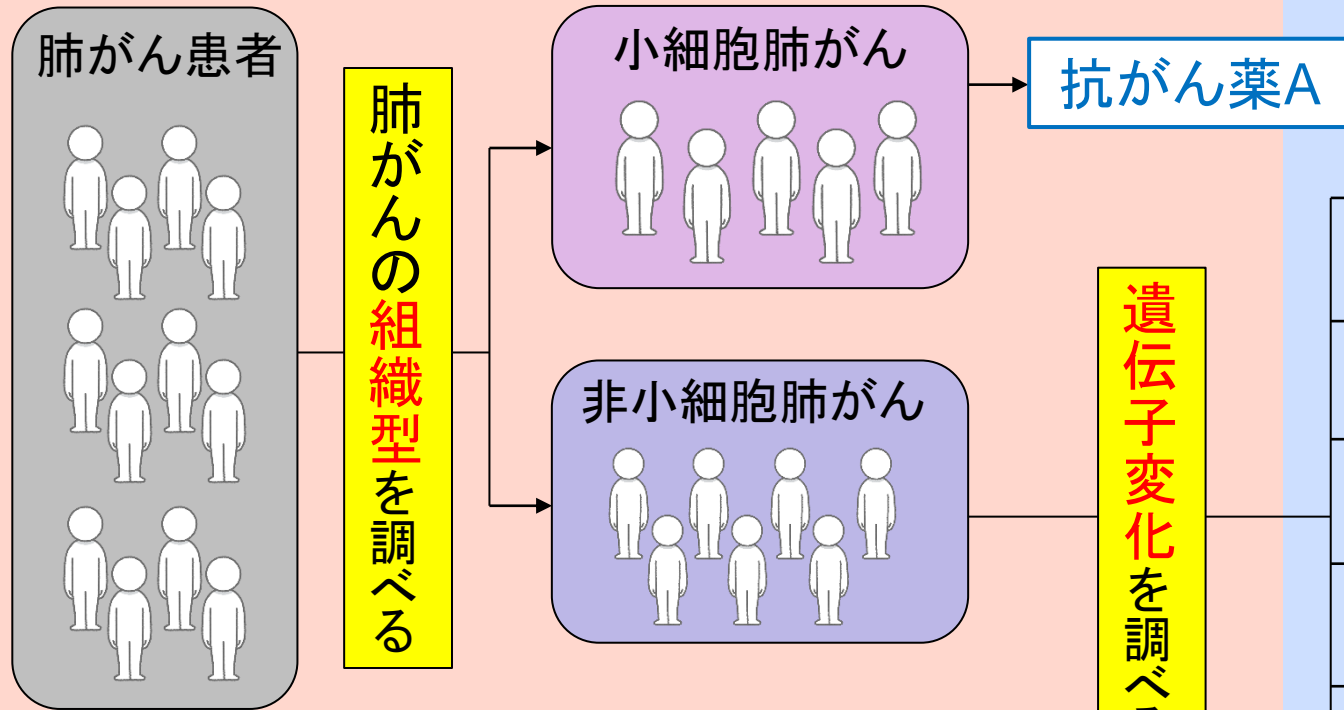 肺がん患者
肺がんの組織型を調べる
小細胞肺がん
抗がん薬A
非小細胞肺がん
遺伝子変化を調べる